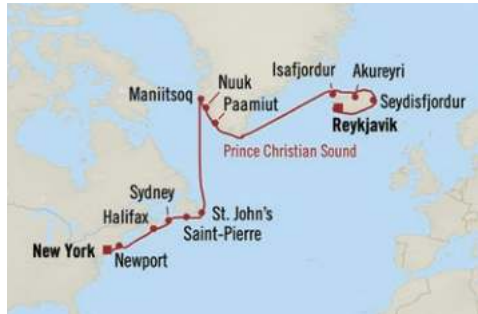 Isafjordur
Akureyri
Nuuk
Maniitsoq
Paamiut
Seydisfjordur
Reykjavik
Prince Christian Sound
Sydney
Halifax
St. John's
Saint-Pierre
New York
Newport